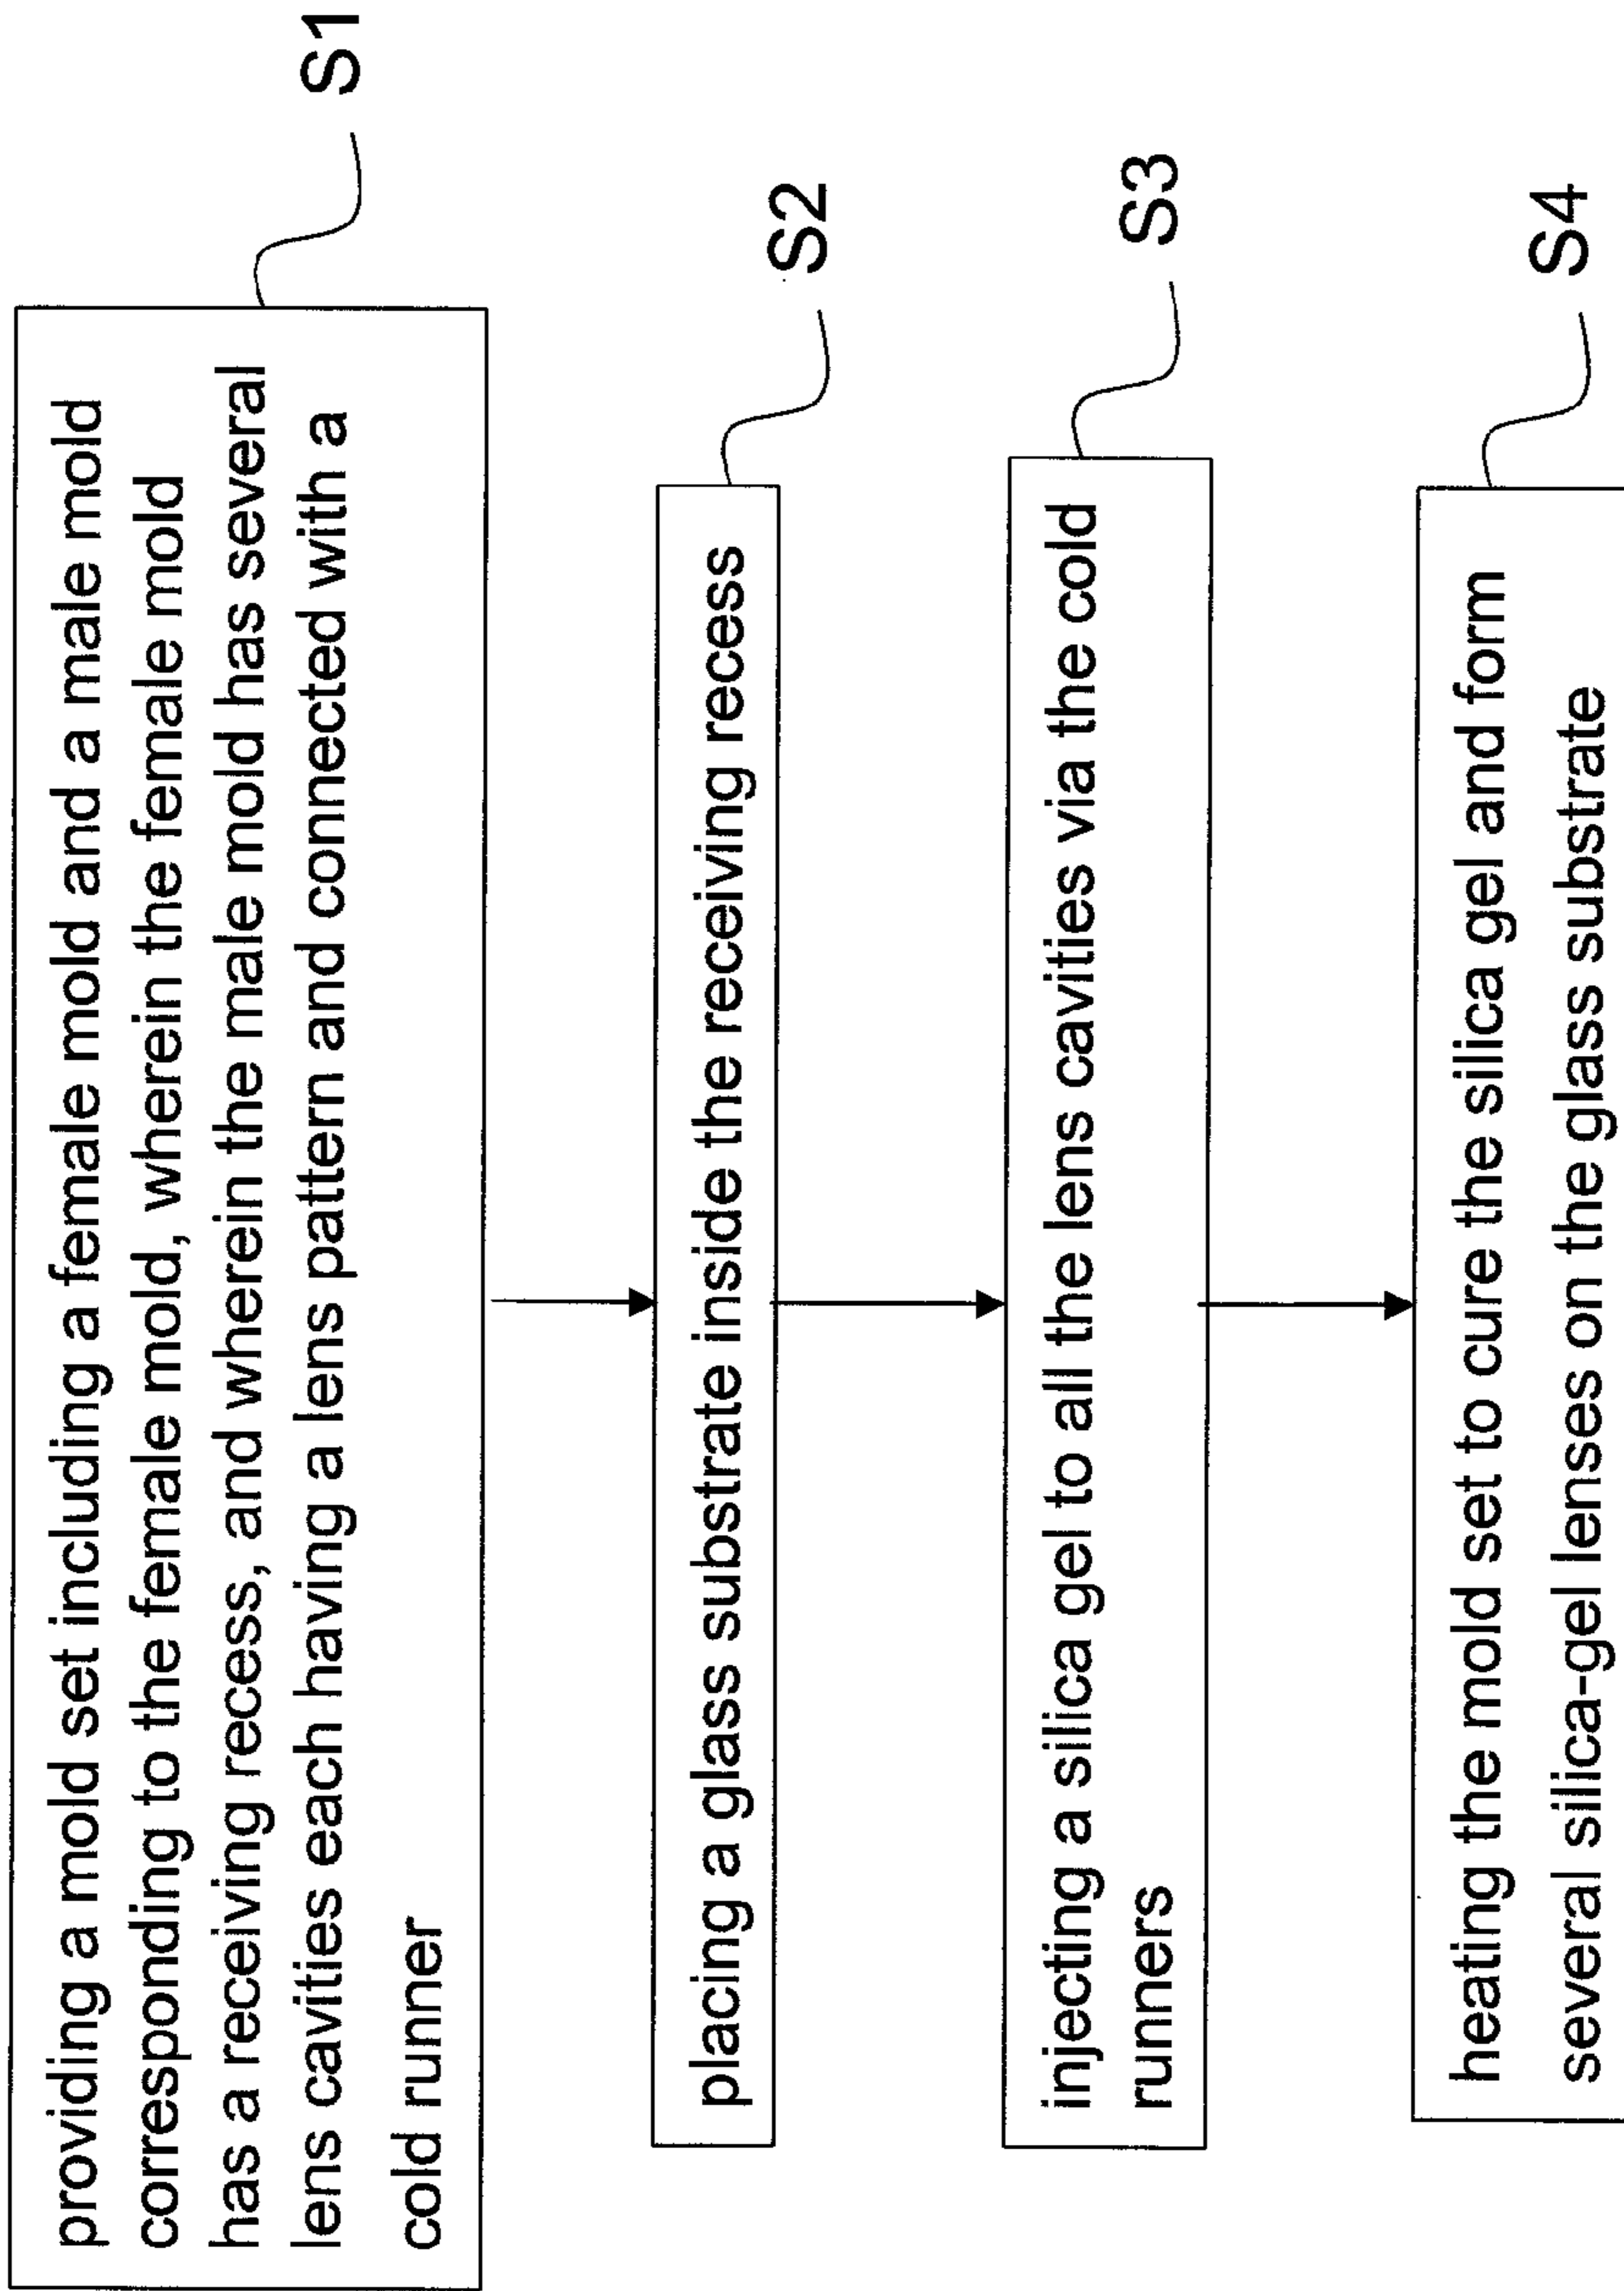 providing a mold set including a female mold and a male mold
corresponding to the female mold, wherein the female mold
has a receiving recess, and wherein the male mold has several
lens cavities each having a lens pattern and connected with a
cold runner
S1
placing a glass substrate inside the receiving recess
S2
injecting a silica gel to all the lens cavities via the cold
runners
S3
heating the mold set to cure the silica gel and form
several silica-gel lenses on the glass substrate
S4